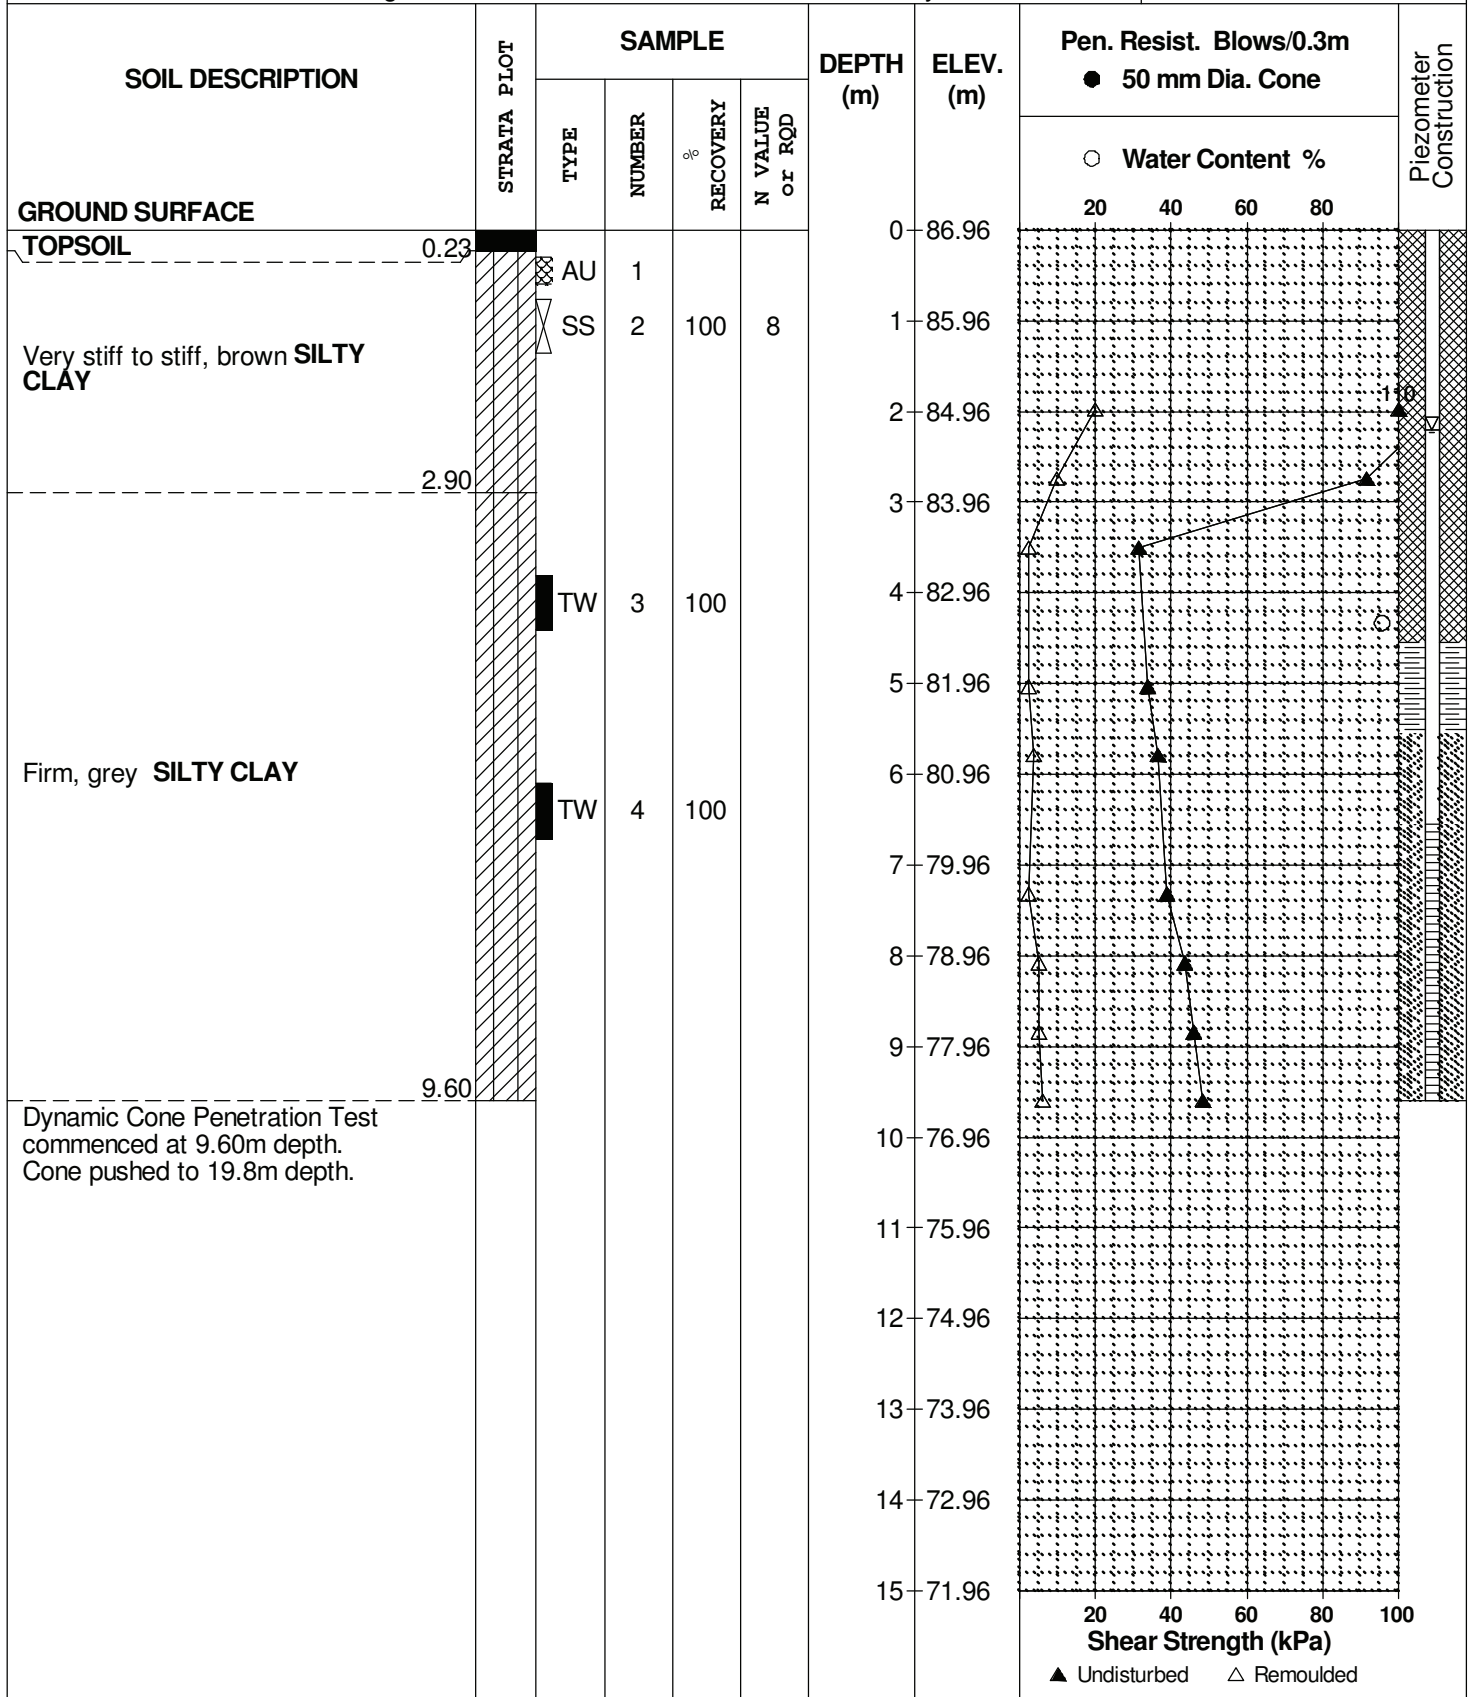 SOIL DESCRIPTION
STRATA PLOT
SAMPLE
TYPE
NUMBER
% RECOVERY
N VALUE or RQD
DEPTH (m)
ELEV. (m)
Pen. Resist. Blows/0.3m
● 50 mm Dia. Cone
○ Water Content %
Piezometer Construction
20 40 60 80
GROUND SURFACE
0 86.96
TOPSOIL 0.23
AU 1
SS 2 100 8
1 85.96
Very stiff to stiff, brown SILTY
CLAY
110
2 84.96
2.90
3 83.96
4 82.96
TW 3 100
5 81.96
Firm, grey SILTY CLAY
6 80.96
TW 4 100
7 79.96
8 78.96
9 77.96
9.60
Dynamic Cone Penetration Test
commenced at 9.60m depth.
Cone pushed to 19.8m depth.
10 76.96
11 75.96
12 74.96
13 73.96
14 72.96
15 71.96
20 40 60 80 100
Shear Strength (kPa)
▲ Undisturbed △ Remoulded